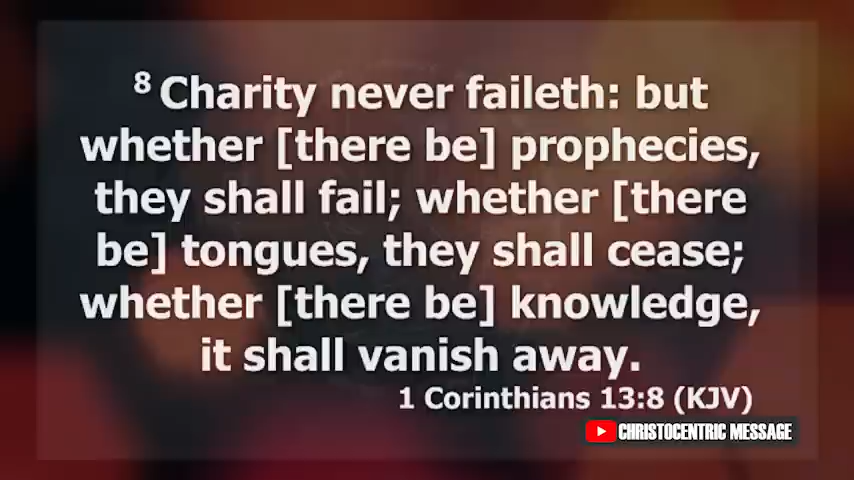 8 Charity never faileth: but
whether [there be] prophecies,
they shall fail; whether [there
be] tongues, they shall cease;
whether [there be] knowledge,
it shall vanish away.
1 Corinthians 13:8 (KJV)
CHRISTOCENTRIC MESSAGE